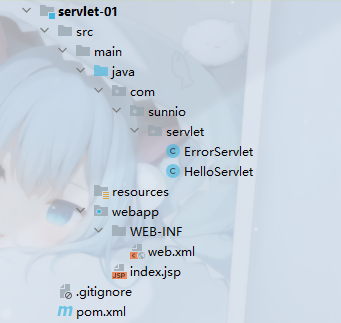 servlet-01
src
main
java
com
sunnio
servlet
ErrorServlet
HelloServlet
resources
webapp
WEB-INF
web.xml
index.jsp
.gitignore
pom.xml